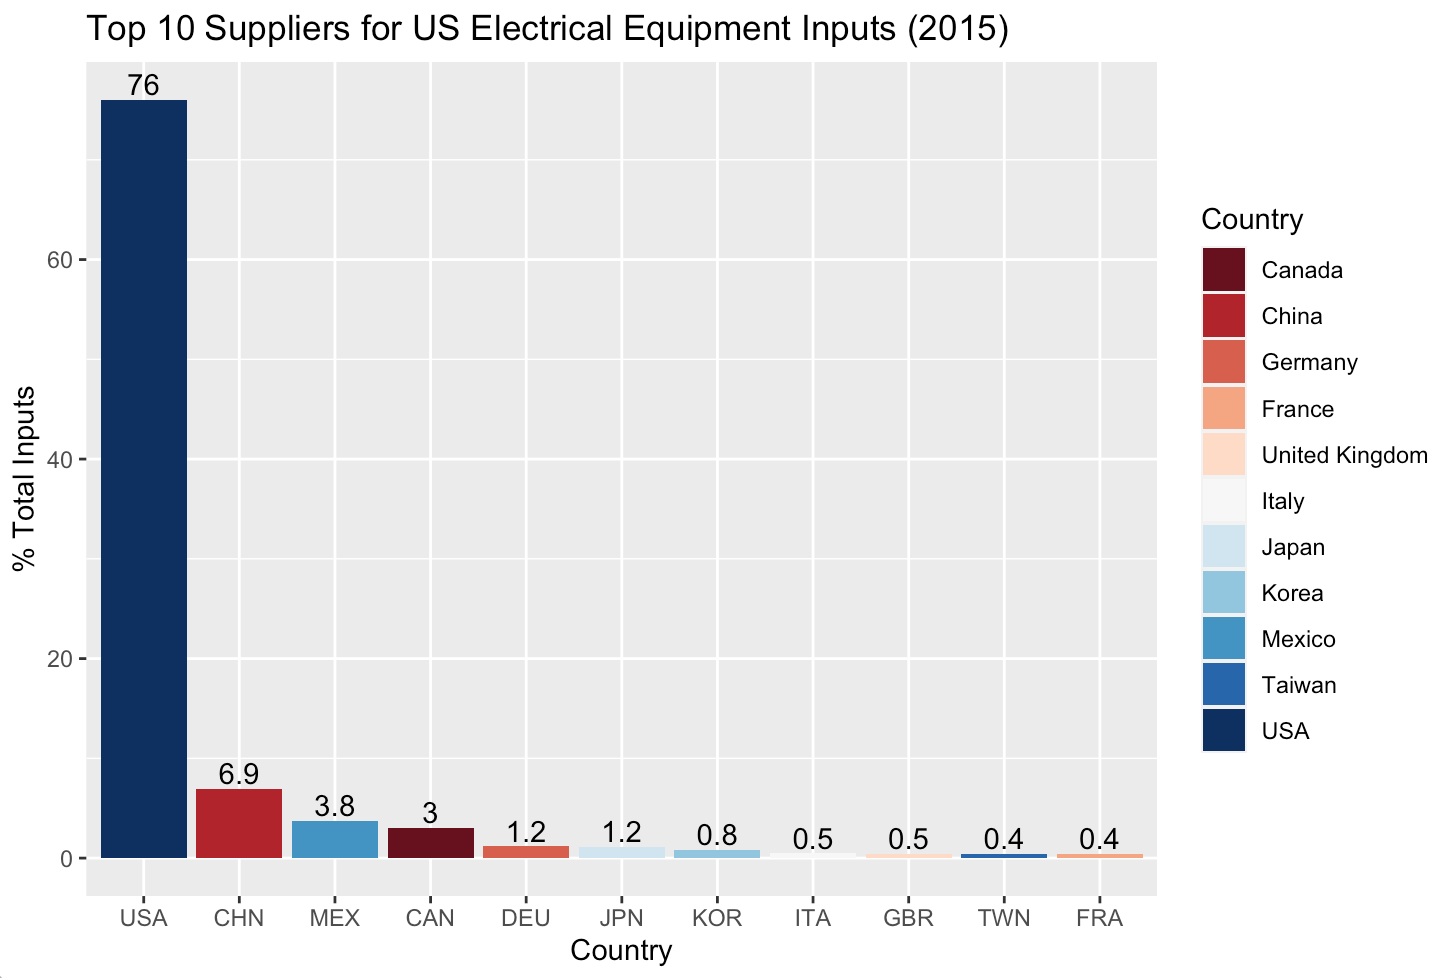 Top 10 Suppliers for US Electrical Equipment Inputs (2015)
% Total Inputs
60
40
20
0
76
6.9
3.8
3
1.2
1.2
0.8
0.5
0.5
0.4
0.4
USA CHN MEX CAN DEU JPN KOR ITA GBR TWN FRA
Country
Country
Canada
China
Germany
France
United Kingdom
Italy
Japan
Korea
Mexico
Taiwan
USA